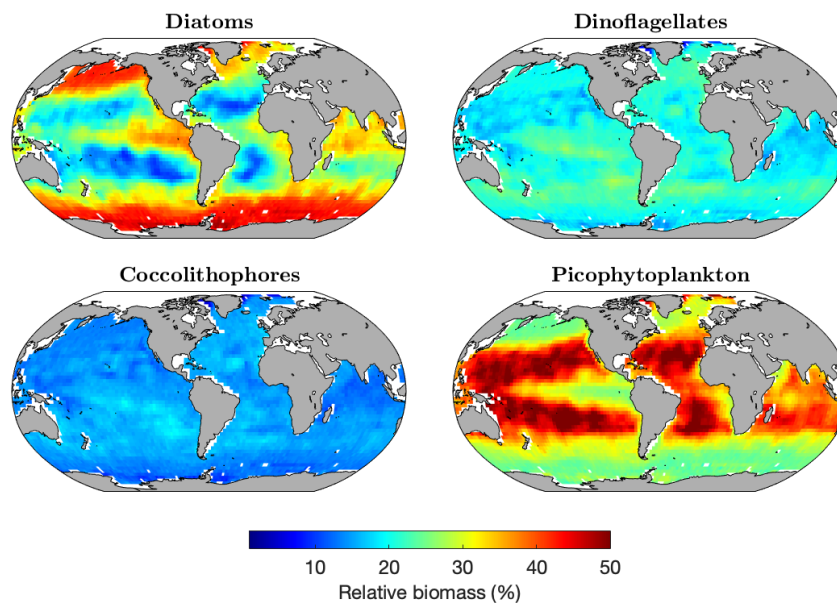 Diatoms
Dinoflagellates
Coccolithophores
Picophytoplankton
10 20 30 40 50
Relative biomass (%)